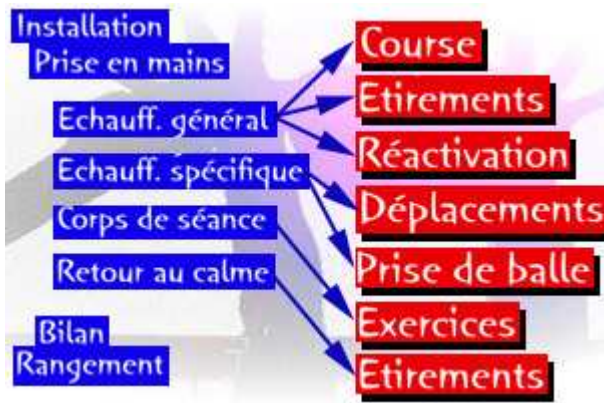 Installation
Prise en mains
Echauff. général
Echauff. spécifique
Corps de séance
Retour au calme
Bilan
Rangement
Course
Etirements
Réactivation
Déplacements
Prise de balle
Exercices
Etirements